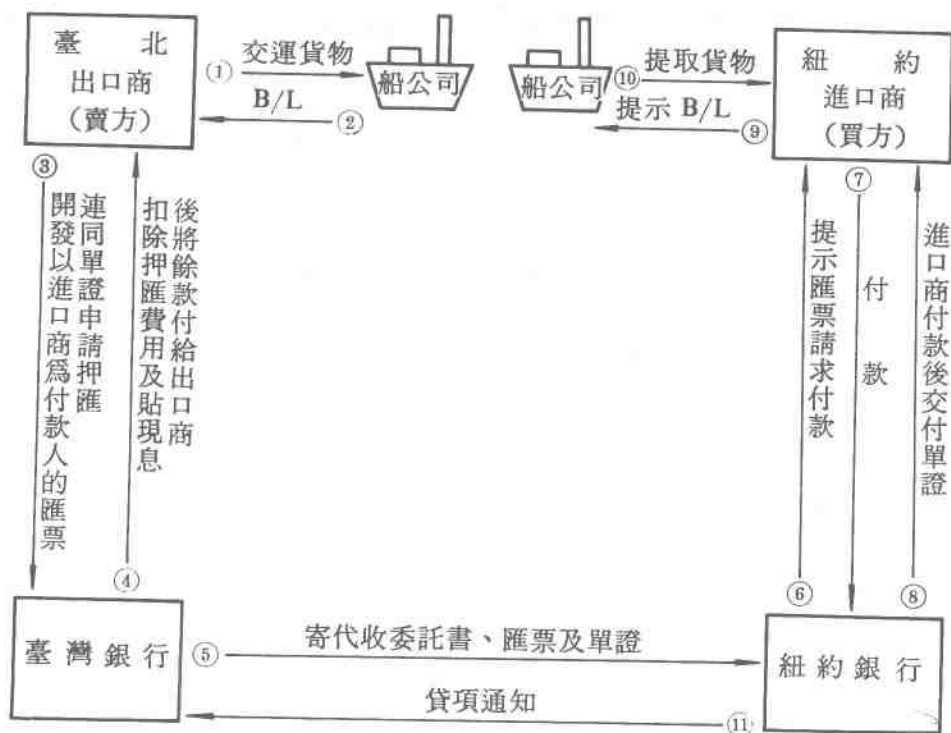 臺北
出口商
(賣方)
① 交運貨物
船公司
B/L ②
船公司
⑩ 提取貨物
提示 B/L ⑨
紐約
進口商
(買方)
③
開發以進口商爲付款人的匯票
連同單證申請押匯
扣除押匯費用及貼現息
後將餘款付給出口商
④
⑥
提示匯票請求付款
⑦
付款
進口商付款後交付單證
⑧
臺灣銀行
⑤ 寄代收委託書、匯票及單證
貸項通知 ⑪
紐約銀行